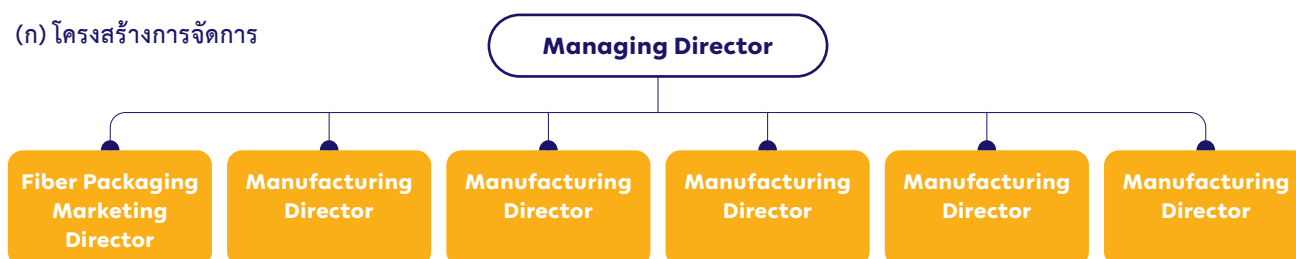 (ก) โครงสร้างการจัดการ
Managing Director
Fiber Packaging
Marketing
Director
Manufacturing
Director
Manufacturing
Director
Manufacturing
Director
Manufacturing
Director
Manufacturing
Director